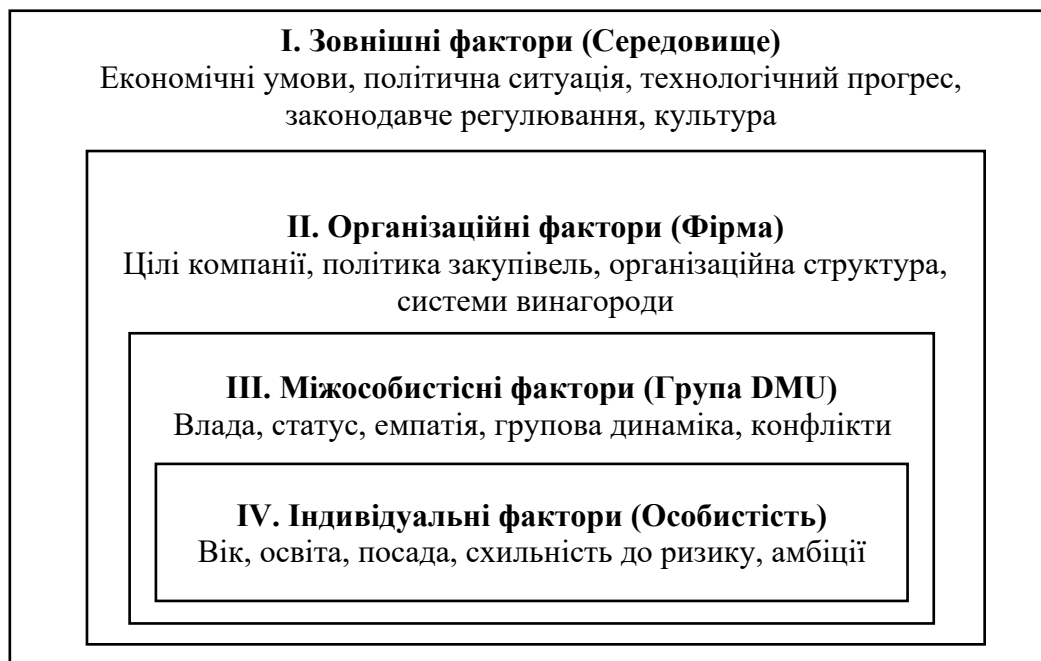 I. Зовнішні фактори (Середовище)
Економічні умови, політична ситуація, технологічний прогрес,
законодавче регулювання, культура
II. Організаційні фактори (Фірма)
Цілі компанії, політика закупівель, організаційна структура,
системи винагороди
III. Міжособистісні фактори (Група DMU)
Влада, статус, емпатія, групова динаміка, конфлікти
IV. Індивідуальні фактори (Особистість)
Вік, освіта, посада, схильність до ризику, амбіції